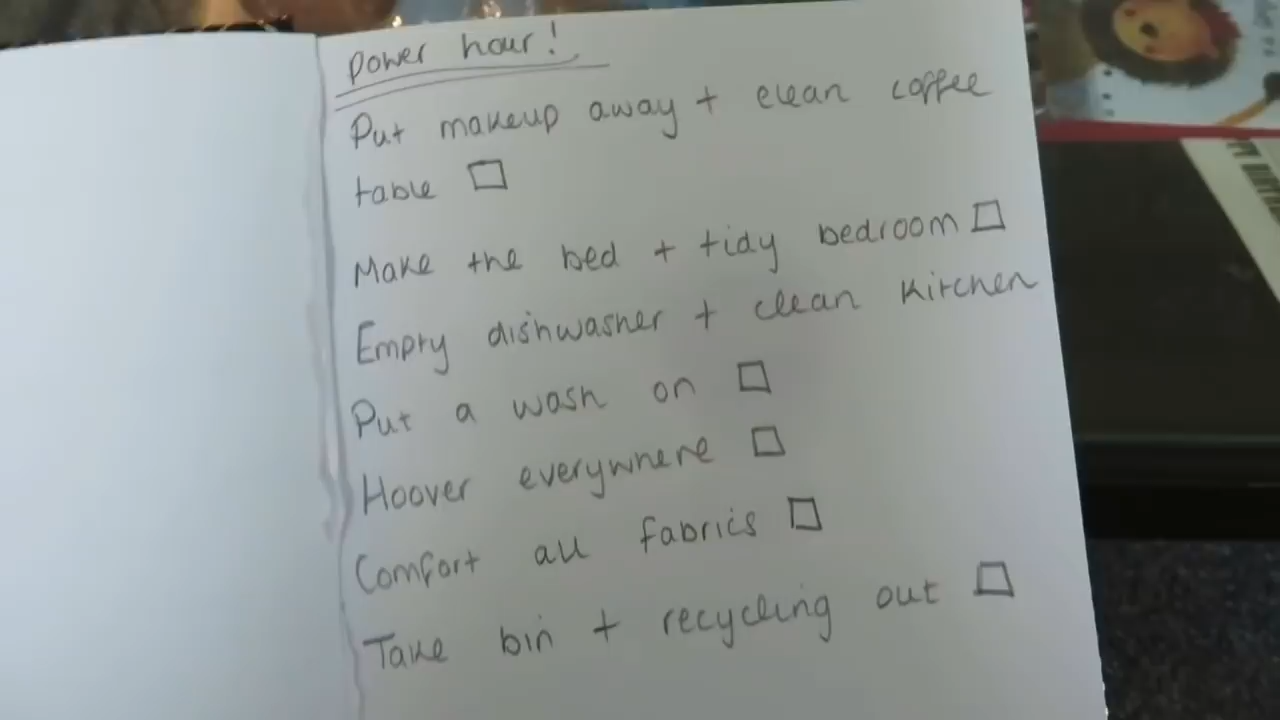 power hour!
Put makeup away + clean coffee
table
Make the bed + tidy bedroom
Empty dishwasher + clean kitchen
Put a wash on
Hoover everywhere
Comfort all fabrics
Take bin + recycling out